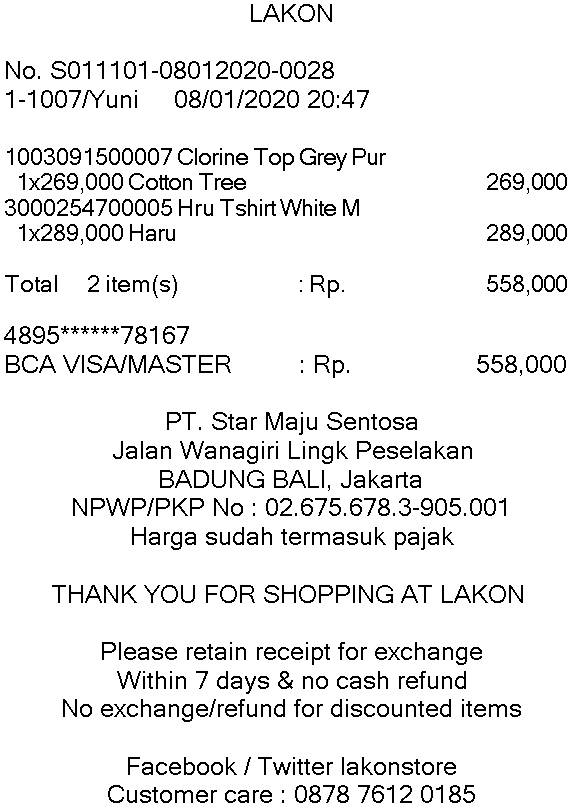 LAKON
No. S011101-08012020-0028
1-1007/Yuni 08/01/2020 20:47
1003091500007 Clorine Top Grey Pur
1x269,000 Cotton Tree 269,000
3000254700005 Hru Tshirt White M
1x289,000 Haru 289,000
Total 2 item(s) : Rp. 558,000
4895******78167
BCA VISA/MASTER : Rp. 558,000
PT. Star Maju Sentosa
Jalan Wanagiri Lingk Peselakan
BADUNG BALI, Jakarta
NPWP/PKP No : 02.675.678.3-905.001
Harga sudah termasuk pajak
THANK YOU FOR SHOPPING AT LAKON
Please retain receipt for exchange
Within 7 days & no cash refund
No exchange/refund for discounted items
Facebook / Twitter lakonstore
Customer care : 0878 7612 0185